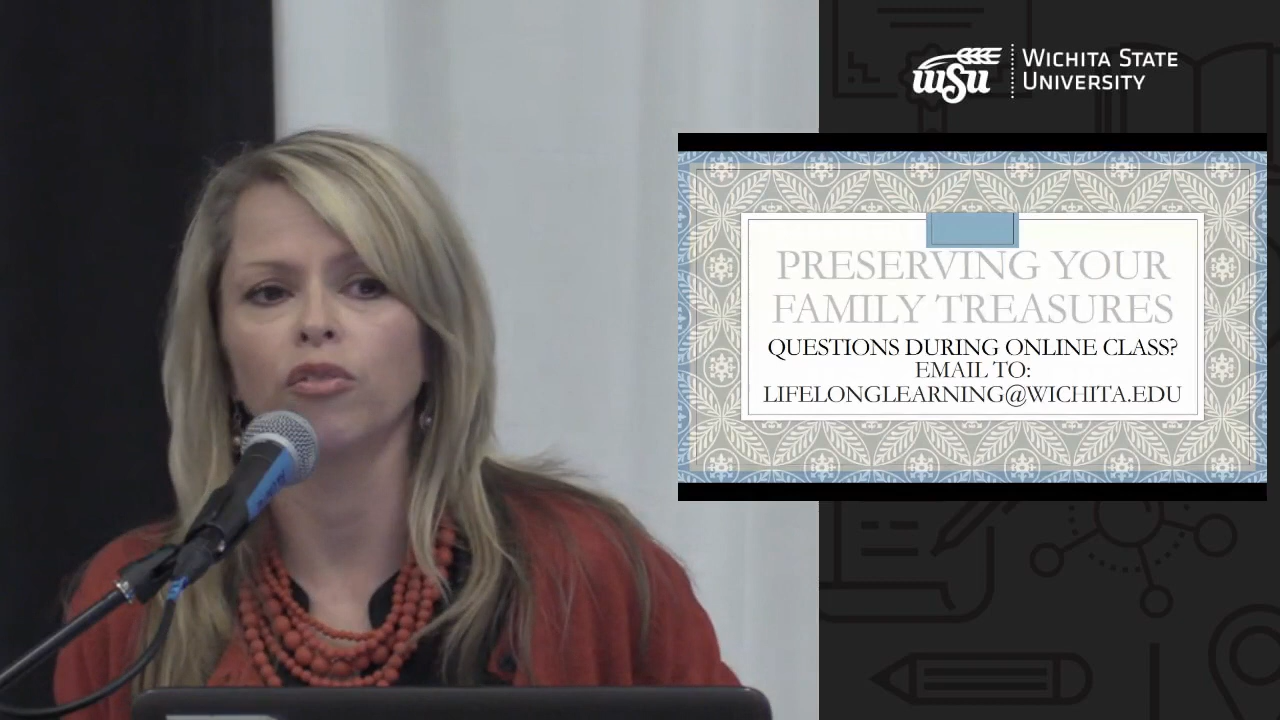 WSU
WICHITA STATE
UNIVERSITY
PRESERVING YOUR
FAMILY TREASURES
QUESTIONS DURING ONLINE CLASS?
EMAIL TO:
LIFELONGLEARNING@WICHITA.EDU